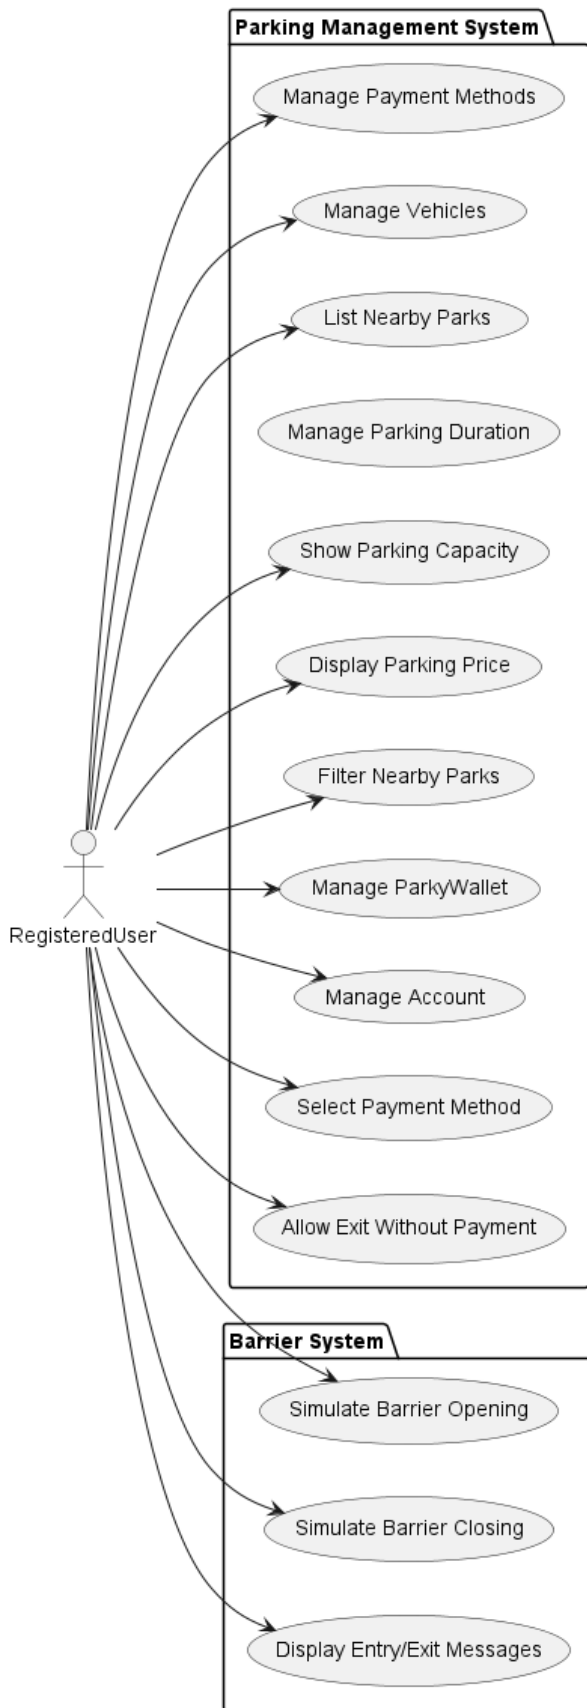 Parking Management System
Manage Payment Methods
Manage Vehicles
List Nearby Parks
Manage Parking Duration
Show Parking Capacity
Display Parking Price
Filter Nearby Parks
Manage ParkyWallet
RegisteredUser
Manage Account
Select Payment Method
Allow Exit Without Payment
Barrier System
Simulate Barrier Opening
Simulate Barrier Closing
Display Entry/Exit Messages